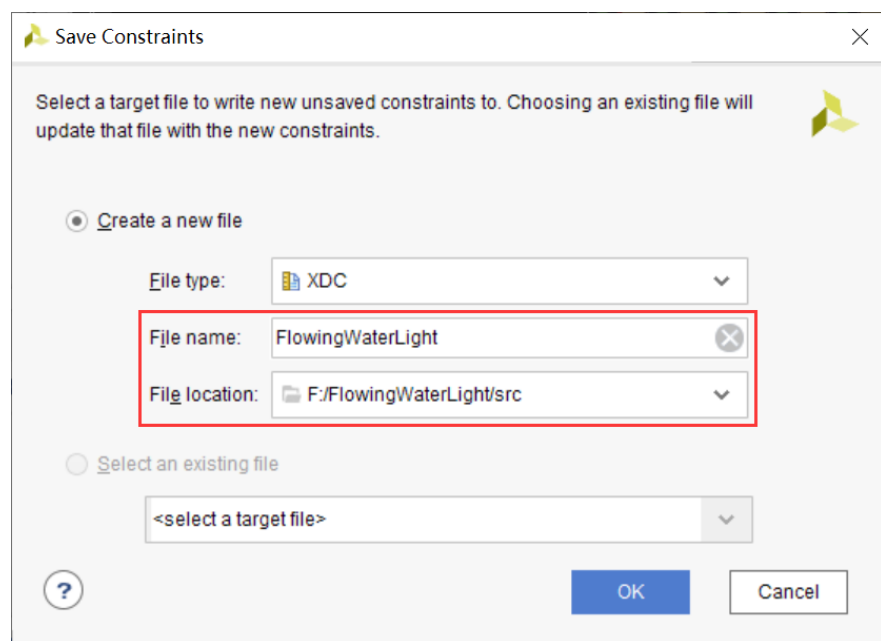 Save Constraints
Select a target file to write new unsaved constraints to. Choosing an existing file will
update that file with the new constraints.
Create a new file
File type: XDC
File name: FlowingWaterLight
File location: F:/FlowingWaterLight/src
Select an existing file
<select a target file>
? OK Cancel